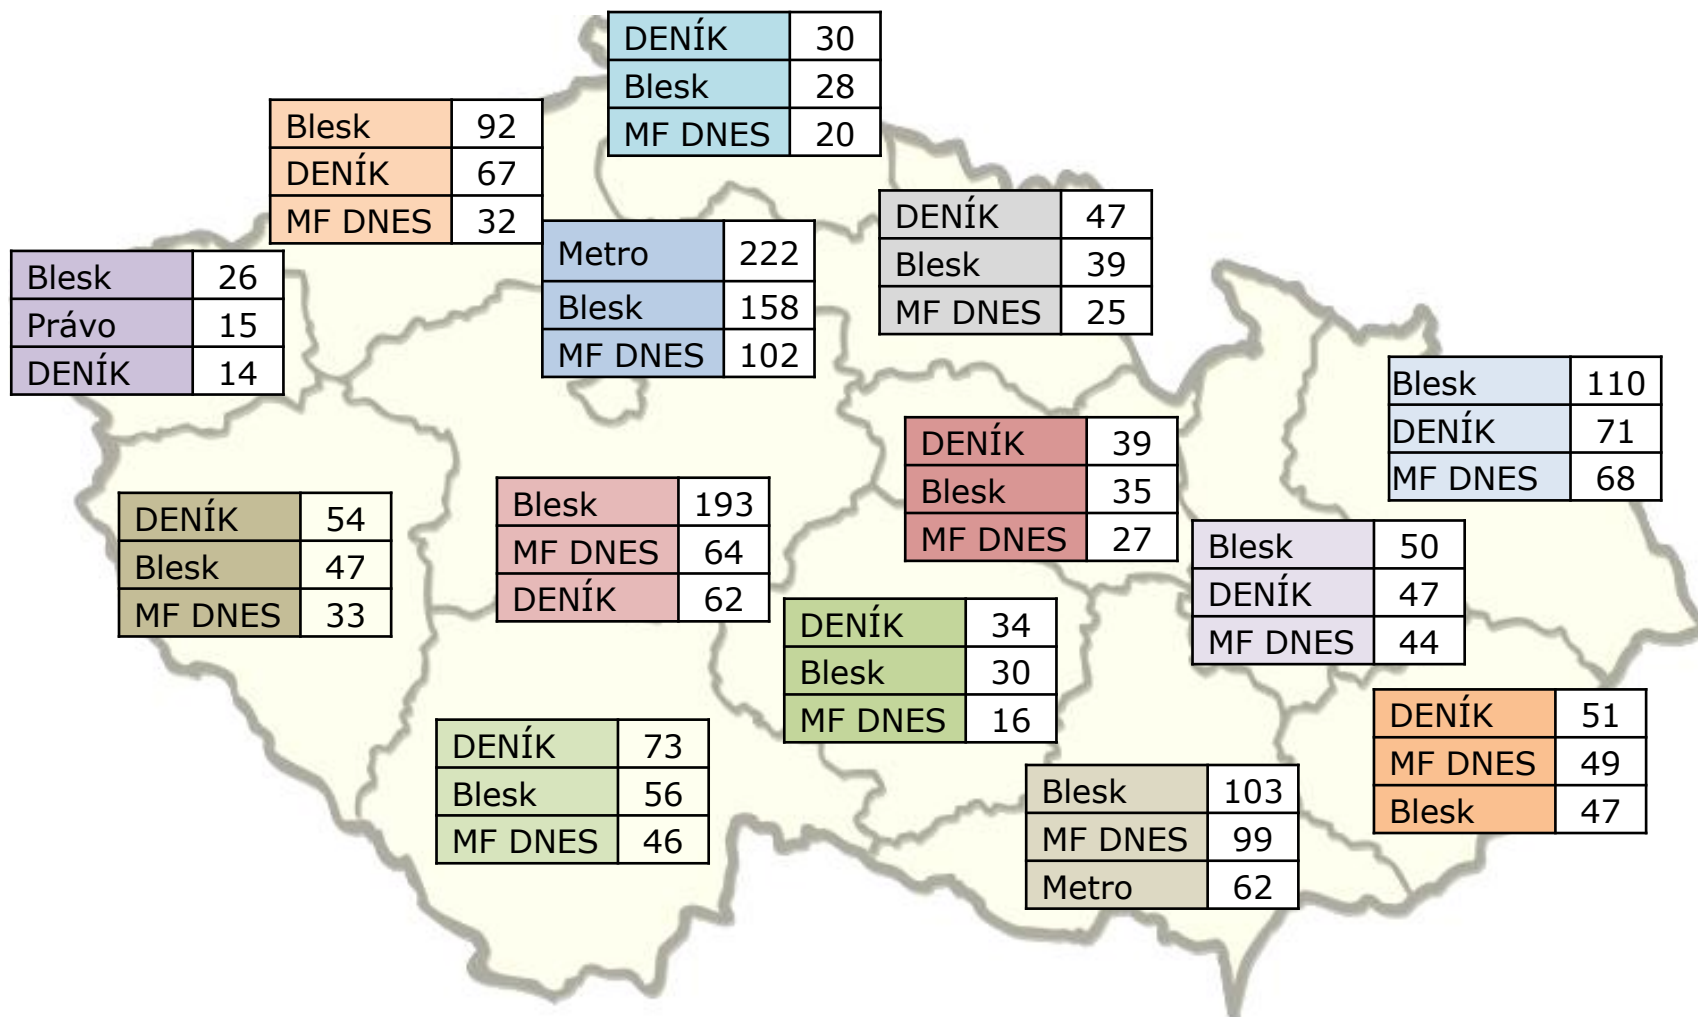 DENÍK 30
Blesk 28
MF DNES 20
Blesk 92
DENÍK 67
MF DNES 32
DENÍK 47
Blesk 39
MF DNES 25
Metro 222
Blesk 158
MF DNES 102
Blesk 26
Právo 15
DENÍK 14
Blesk 110
DENÍK 71
MF DNES 68
DENÍK 39
Blesk 35
MF DNES 27
Blesk 193
MF DNES 64
DENÍK 62
DENÍK 54
Blesk 47
MF DNES 33
Blesk 50
DENÍK 47
MF DNES 44
DENÍK 34
Blesk 30
MF DNES 16
DENÍK 51
MF DNES 49
Blesk 47
DENÍK 73
Blesk 56
MF DNES 46
Blesk 103
MF DNES 99
Metro 62